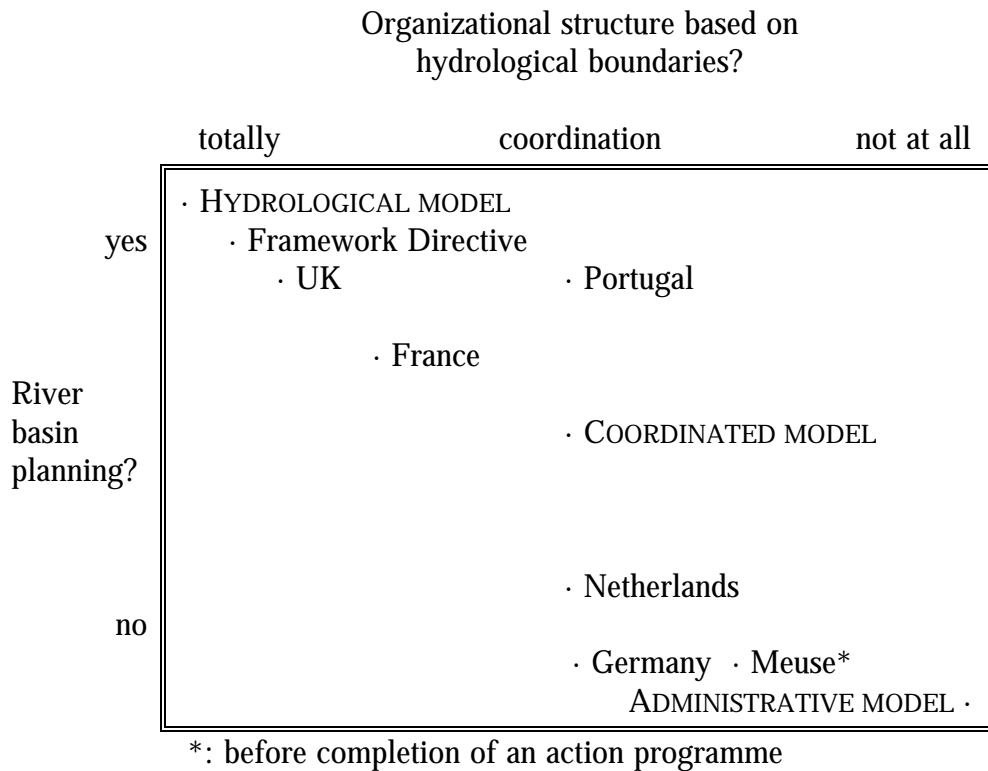 Organizational structure based on
hydrological boundaries?
totally coordination not at all
· HYDROLOGICAL MODEL
yes · Framework Directive
· UK · Portugal
· France
River
basin · COORDINATED MODEL
planning?
· Netherlands
no
· Germany · Meuse*
ADMINISTRATIVE MODEL ·
*: before completion of an action programme